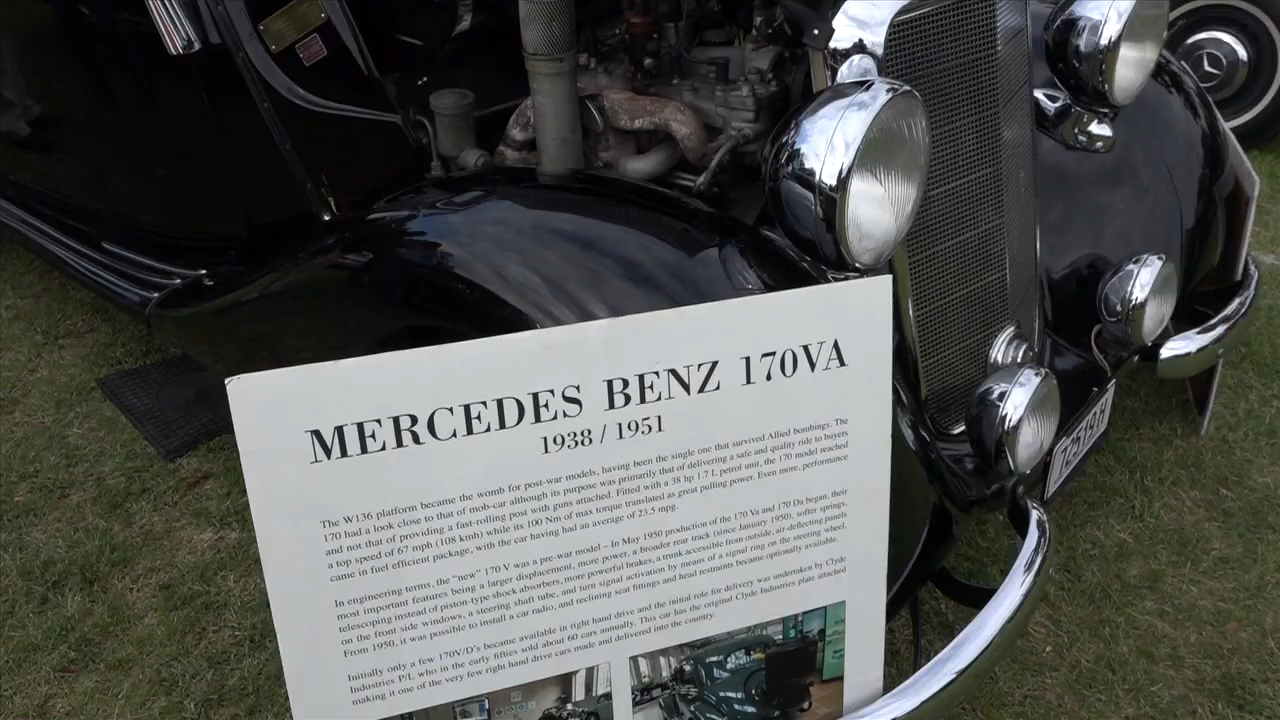 MERCEDES BENZ 170VA
1938 / 1951
The W136 platform became the womb for post-war models, having been the single one that survived Allied bombings. The
170 had a look close to that of mob-car although its purpose was primarily that of delivering a safe and quality ride to buyers
and not that of providing a fast-rolling post with guns attached. Fitted with a 38 hp 1.7 L petrol unit, the 170 model reached
a top speed of 67 mph (108 kmh) while its 100 Nm of max torque translated as great pulling power. Even more, performance
came in fuel efficient package, with the car having had an average of 23.5 mpg.
In engineering terms, the "new" 170 V was a pre-war model – In May 1950 production of the 170 Va and 170 Da began, their
most important features being a larger displacement, more power, a broader rear track (since January 1950), softer springs,
telescoping instead of piston-type shock absorbers, more powerful brakes, a trunk accessible from outside, air-deflecting panels
on the front side windows, a steering shaft tube, and turn signal activation by means of a signal ring on the steering wheel.
From 1950, it was possible to install a car radio, and reclining seat fittings and head restraints became optionally available.
Initially only a few 170V/D's became available in right hand drive and the initial role for delivery was undertaken by Clyde
Industries P/L who in the early fifties sold about 60 cars annually. This car has the original Clyde Industries plate attached
making it one of the very few right hand drive cars made and delivered into the country.
72519H